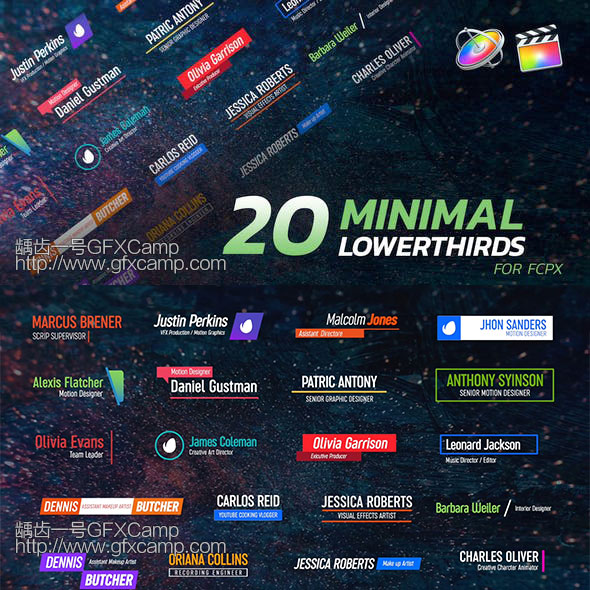 Justin Perkins
VFX Production / Motion Graphics
PATRIC ANTONY
SENIOR GRAPHIC DESIGNER
Motion Designer
Daniel Gustman
Olivia Garrison
Exicutive Producer
Barbara Weiler / Interior Designer
CHARLES OLIVER
Creative Charcter Animator
James Coleman
Creative Art Director
JESSICA ROBERTS
VISUAL EFFECTS ARTIST
CARLOS REID
YOUTUBE COOKING VLOGGER
JESSICA ROBERTS
Make up Artist
Team Leader
BUTCHER
ORIANA COLLINS
RECORDING ENGINEER
龋齿一号GFXCamp
http://www.gfxcamp.com
20 MINIMAL
LOWERTHIRDS
FOR FCPX
MARCUS BRENER
SCRIP SUPERVISOR
Justin Perkins
VFX Production / Motion Graphics
Malcolm Jones
Asistant Directore
JHON SANDERS
MOTION DESIGNER
Alexis Flatcher
Motion Designer
Motion Designer
Daniel Gustman
PATRIC ANTONY
SENIOR GRAPHIC DESIGNER
ANTHONY SYINSON
SENIOR MOTION DESIGNER
Olivia Evans
Team Leader
James Coleman
Creative Art Director
Olivia Garrison
Exicutive Producer
Leonard Jackson
Music Director / Editor
DENNIS ASSISTANT MAKEUP ARTIST BUTCHER
CARLOS REID
YOUTUBE COOKING VLOGGER
JESSICA ROBERTS
VISUAL EFFECTS ARTIST
Barbara Weiler / Interior Designer
龋齿一号GFXCamp
http://www.gfxcamp.com
DENNIS Assistant Makeup Artist
BUTCHER
ORIANA COLLINS
RECORDING ENGINEER
JESSICA ROBERTS Make up Artist
CHARLES OLIVER
Creative Charcter Animator